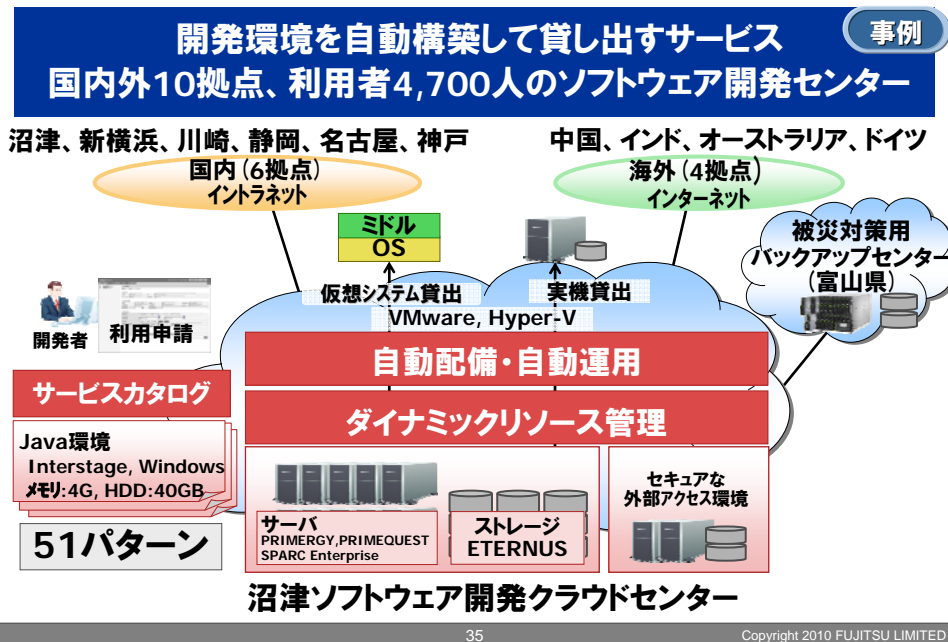 事例
開発環境を自動構築して貸し出すサービス
国内外10拠点、利用者4,700人のソフトウェア開発センター
沼津、新横浜、川崎、静岡、名古屋、神戸
国内(6拠点)
イントラネット
中国、インド、オーストラリア、ドイツ
海外(4拠点)
インターネット
ミドル
OS
被災対策用
バックアップセンター
(富山県)
仮想システム貸出
実機貸出
VMware, Hyper-V
開発者
利用申請
自動配備・自動運用
サービスカタログ
ダイナミックリソース管理
Java環境
Interstage, Windows
メモリ:4G, HDD:40GB
51パターン
サーバ
PRIMERGY,PRIMEQUEST
SPARC Enterprise
ストレージ
ETERNUS
セキュアな
外部アクセス環境
沼津ソフトウェア開発クラウドセンター
35
Copyright 2010 FUJITSU LIMITED